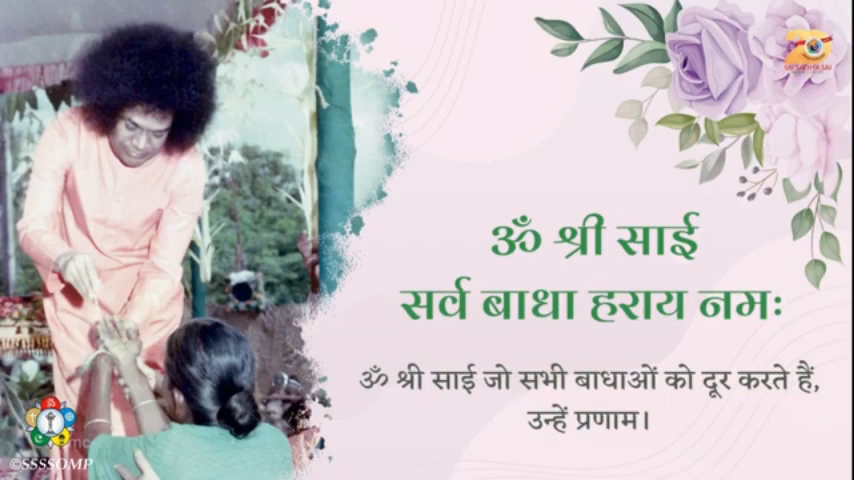 ॐ श्री साई
सर्व बाधा हराय नमः
ॐ श्री साई जो सभी बाधाओं को दूर करते हैं,
उन्हें प्रणाम।
©SSSSOMP